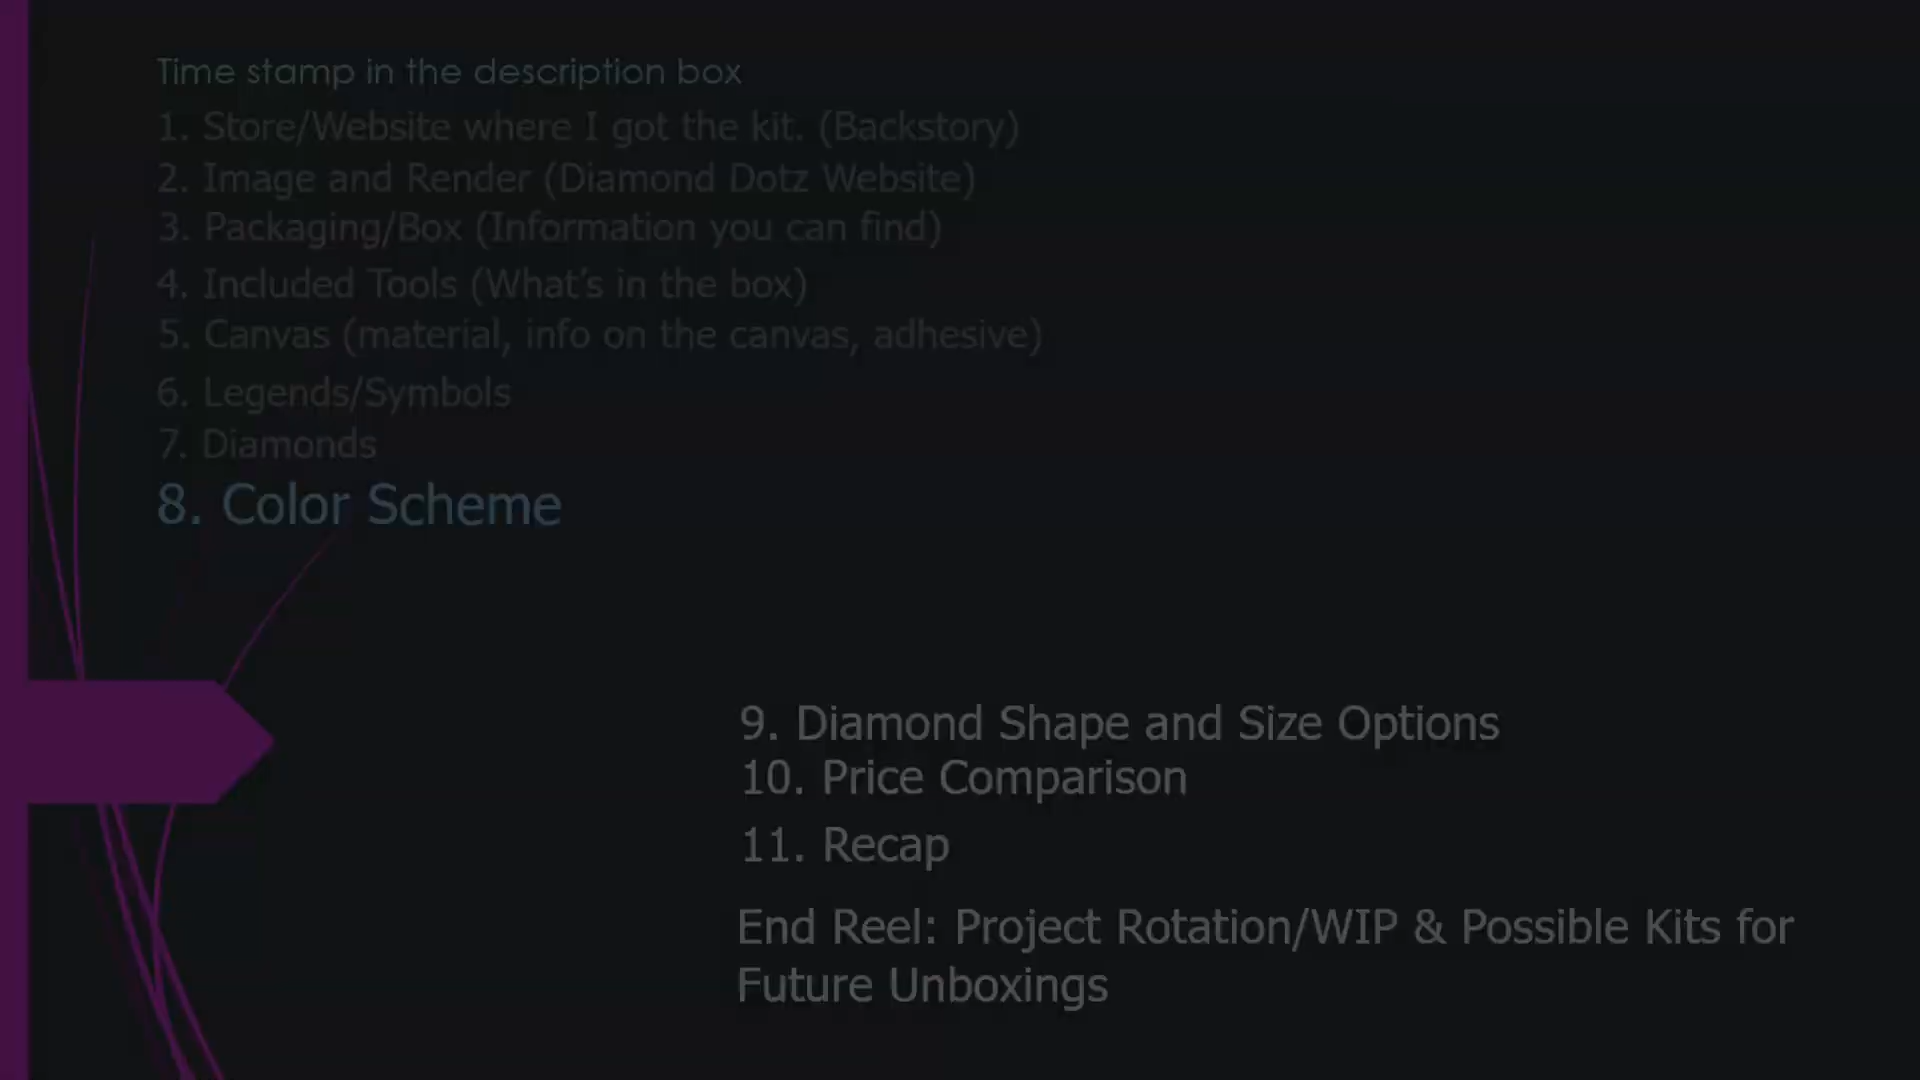 Time stamp in the description box
1. Store/Website where I got the kit. (Backstory)
2. Image and Render (Diamond Dotz Website)
3. Packaging/Box (Information you can find)
4. Included Tools (What's in the box)
5. Canvas (material, info on the canvas, adhesive)
6. Legends/Symbols
7. Diamonds
8. Color Scheme
9. Diamond Shape and Size Options
10. Price Comparison
11. Recap
End Reel: Project Rotation/WIP & Possible Kits for
Future Unboxings